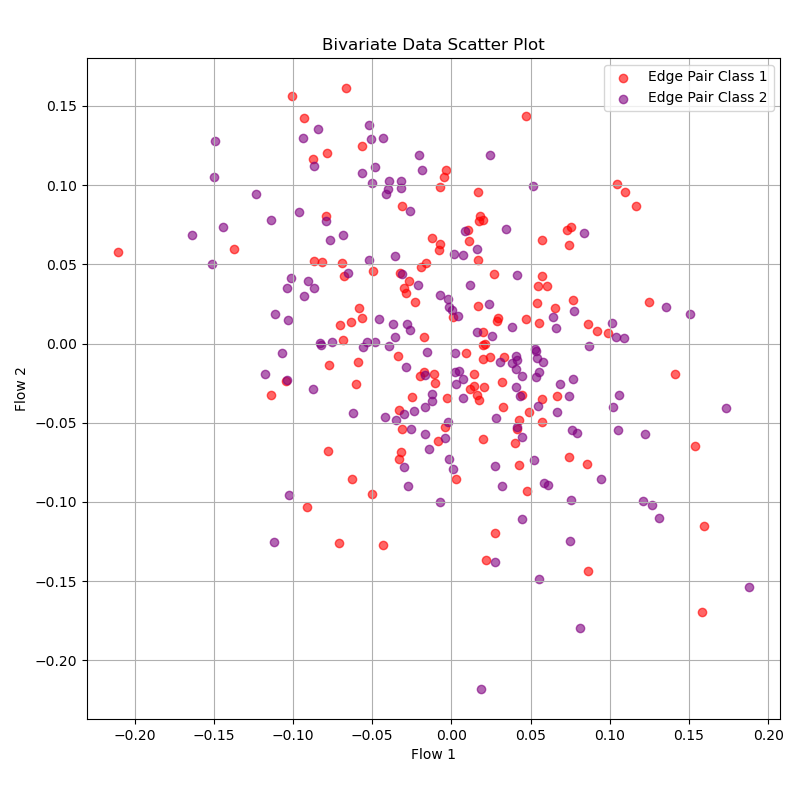 Bivariate Data Scatter Plot
Edge Pair Class 1
Edge Pair Class 2
Flow 2
0.15
0.10
0.05
0.00
−0.05
−0.10
−0.15
−0.20
−0.20 −0.15 −0.10 −0.05 0.00 0.05 0.10 0.15 0.20
Flow 1